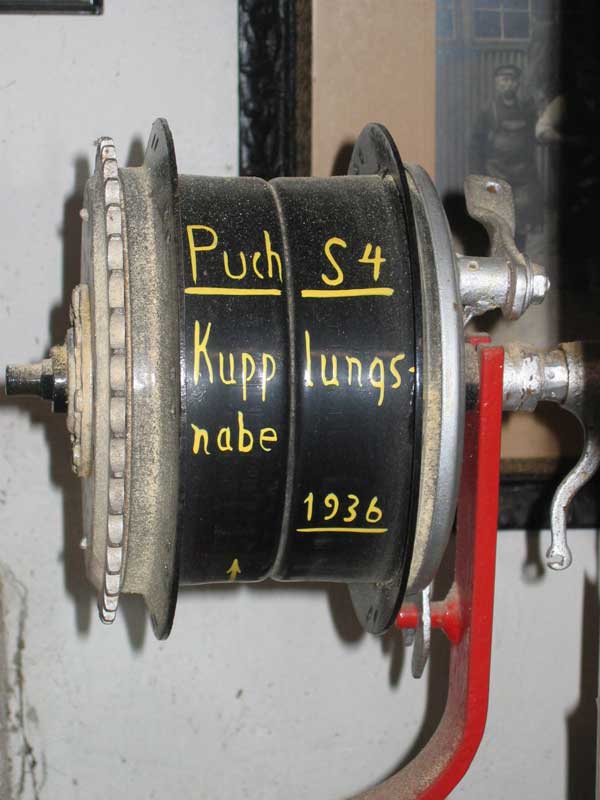 Puch S4
Kupplungs-
nabe
1936